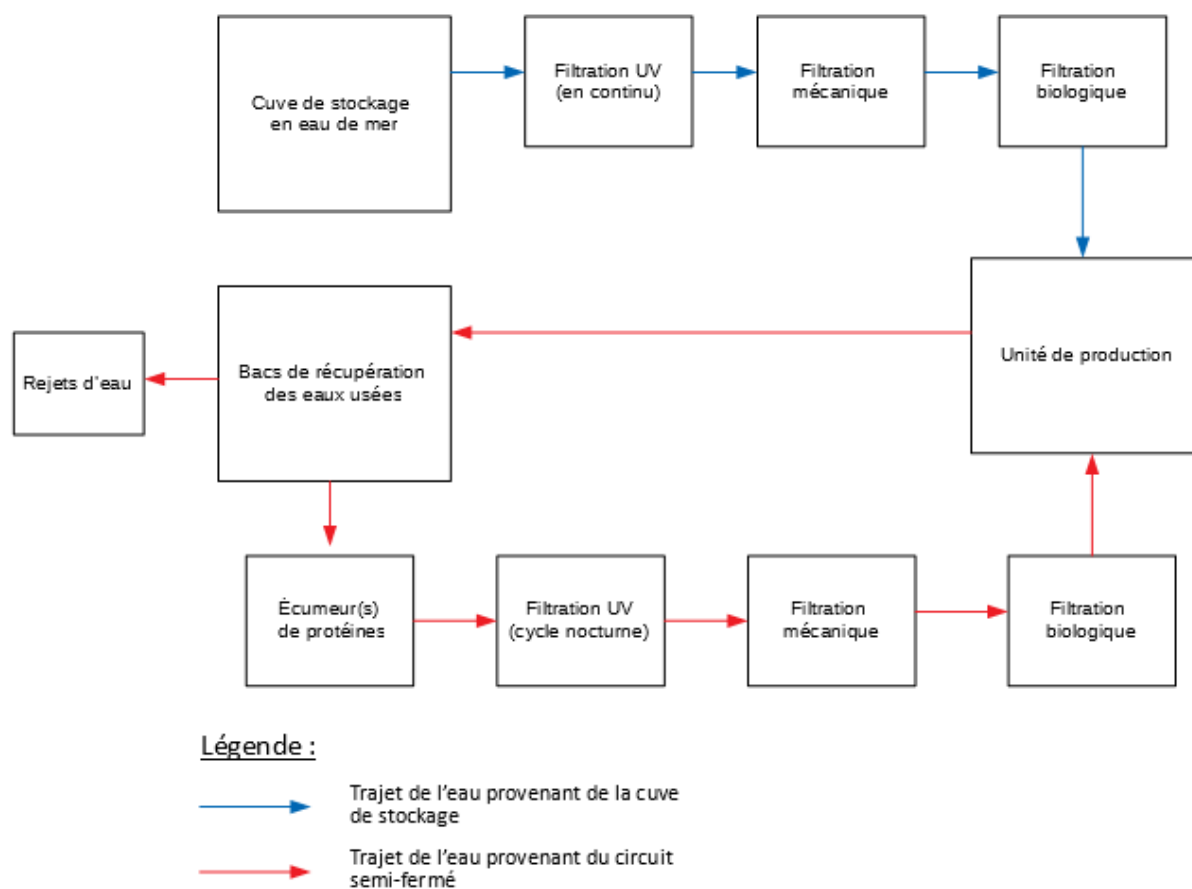 Cuve de stockage
en eau de mer
Filtration UV
(en continu)
Filtration
mécanique
Filtration
biologique
Rejets d'eau
Bacs de récupération
des eaux usées
Unité de production
Écumeur(s)
de protéines
Filtration UV
(cycle nocturne)
Filtration
mécanique
Filtration
biologique
Légende :
Trajet de l'eau provenant de la cuve
de stockage
Trajet de l'eau provenant du circuit
semi-fermé